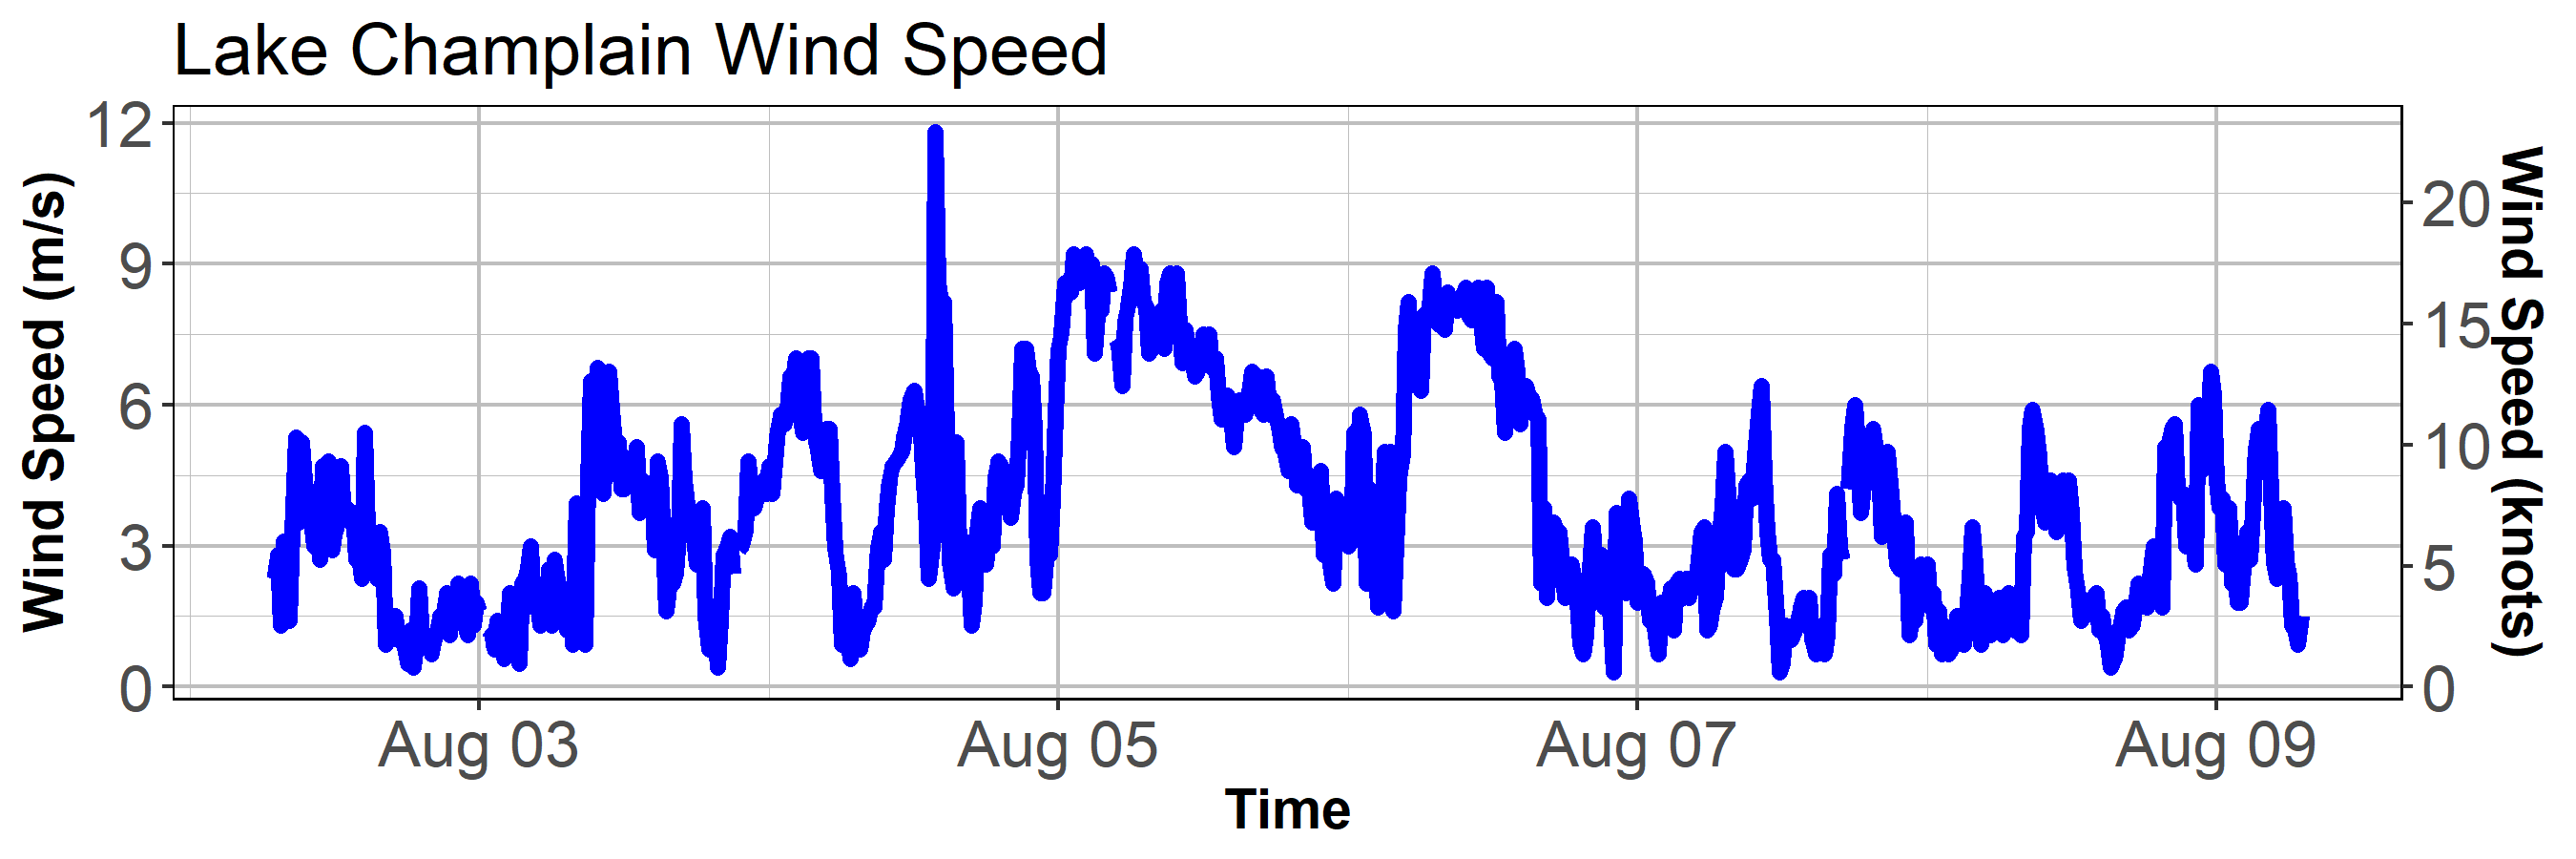 Lake Champlain Wind Speed
Wind Speed (m/s)
12
9
6
3
0
20
15
10
5
0
Wind Speed (knots)
Aug 03 Aug 05 Aug 07 Aug 09
Time